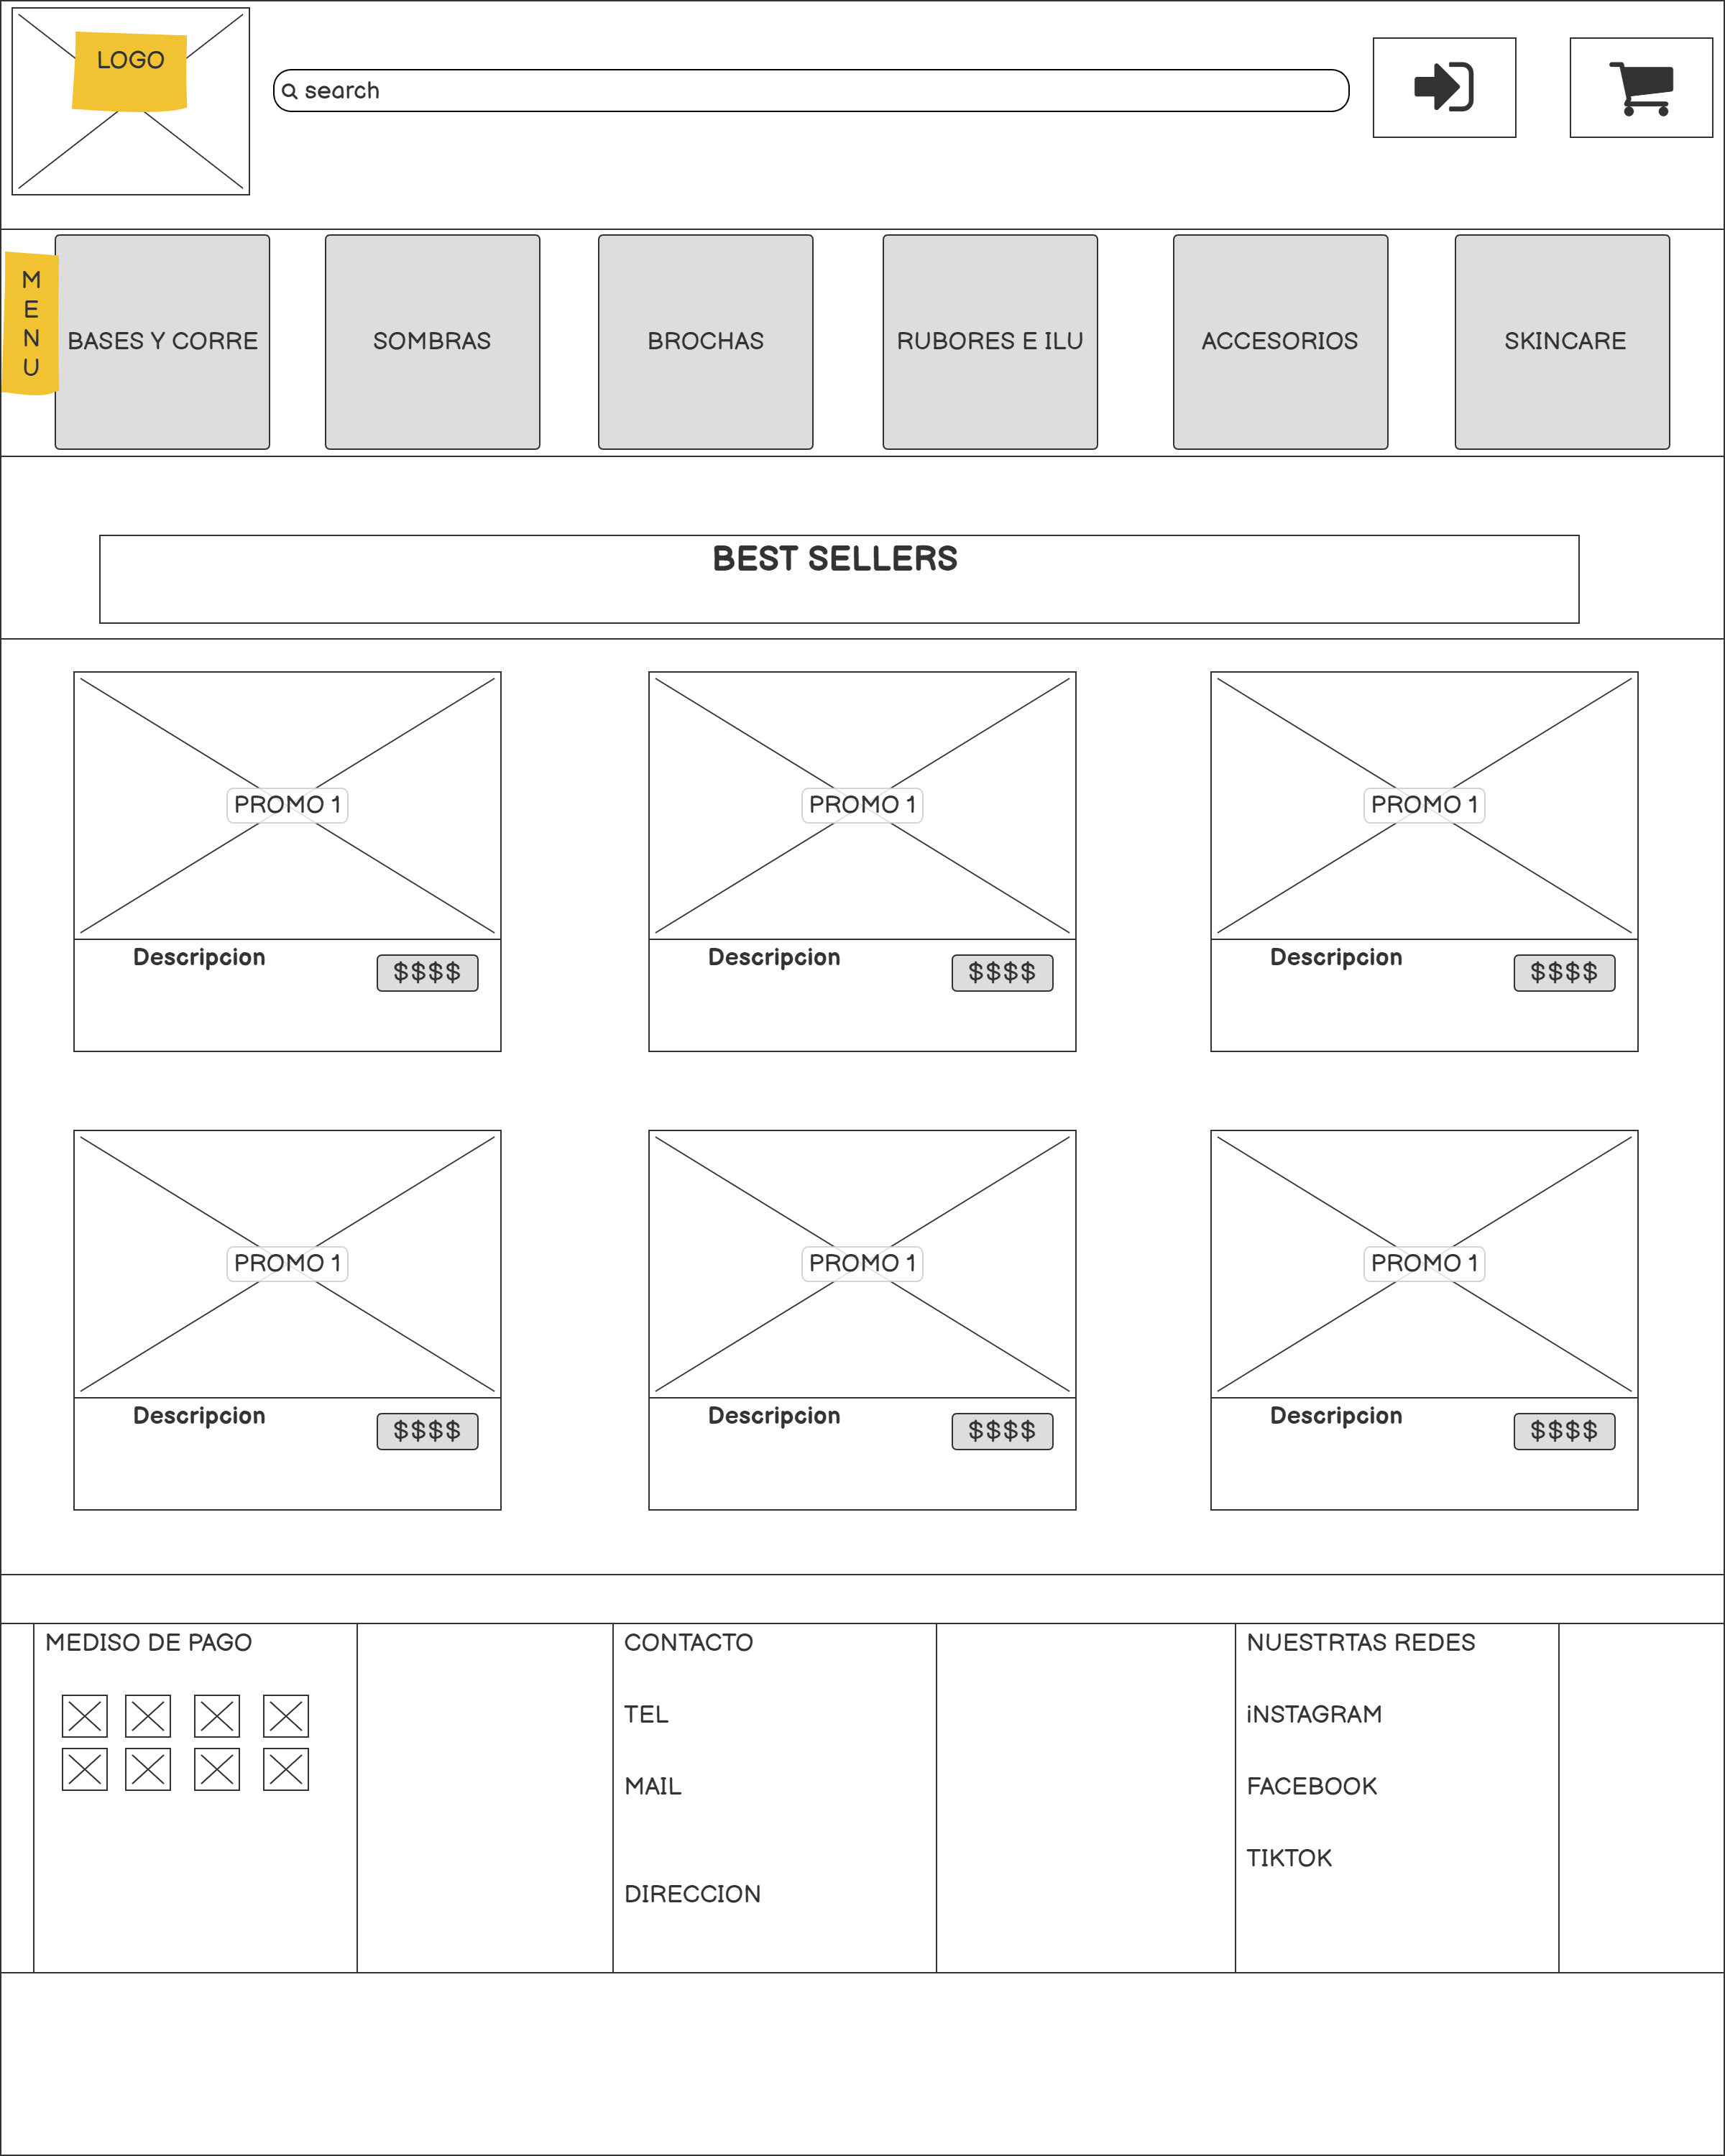 LOGO
search
M
E
N
U
BASES Y CORRE
SOMBRAS
BROCHAS
RUBORES E ILU
ACCESORIOS
SKINCARE
BEST SELLERS
PROMO 1
PROMO 1
PROMO 1
Descripcion
$$$$
Descripcion
$$$$
Descripcion
$$$$
PROMO 1
PROMO 1
PROMO 1
Descripcion
$$$$
Descripcion
$$$$
Descripcion
$$$$
MEDISO DE PAGO
CONTACTO
TEL
MAIL
DIRECCION
NUESTRTAS REDES
iNSTAGRAM
FACEBOOK
TIKTOK